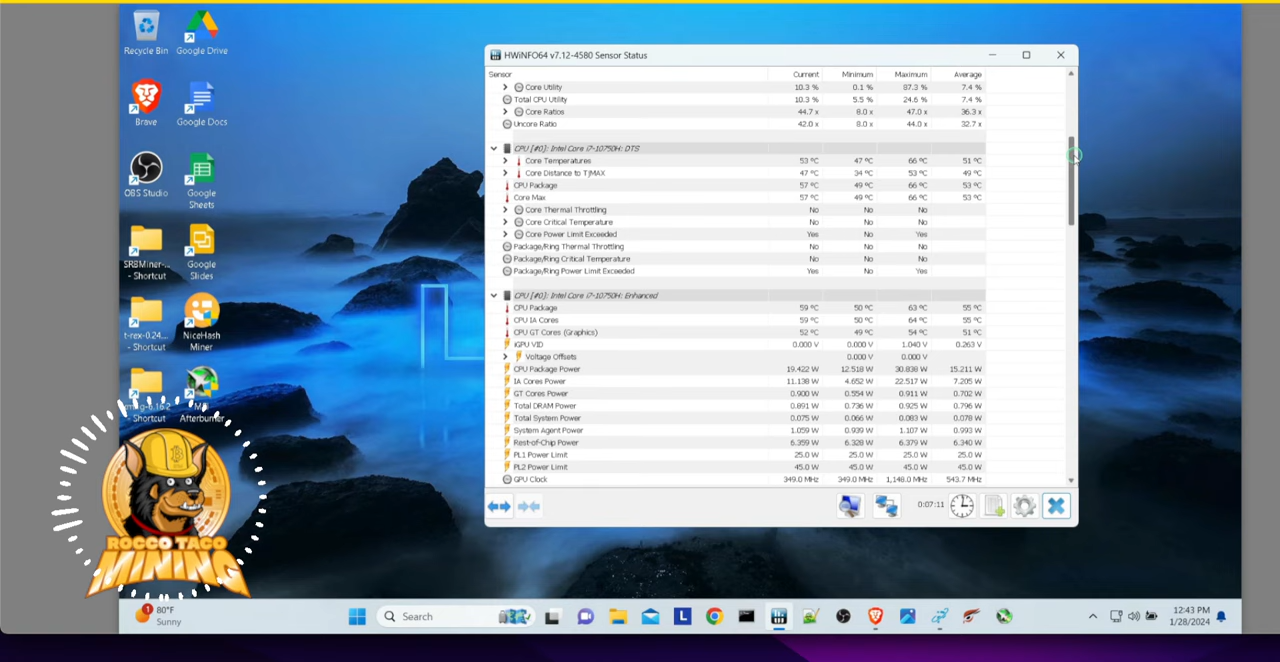 Recycle Bin
Google Drive
Brave
Google Docs
OBS Studio
Google
Sheets
SRBMiner-...
- Shortcut
Google
Slides
t-rex-0.24...
- Shortcut
NiceHash
Miner
- Shortcut
Afterburner
ROCCO TACO
MINING
HWiNFO64 v7.12-4580 Sensor Status
Sensor Current Minimum Maximum Average
Core Utility 10.3 % 0.1 % 87.3 % 7.4 %
Total CPU Utility 10.3 % 5.5 % 24.6 % 7.4 %
Core Ratios 44.7 x 8.0 x 47.0 x 36.3 x
Uncore Ratio 42.0 x 8.0 x 44.0 x 32.7 x
CPU [#0]: Intel Core i7-10750H: DTS
Core Temperatures 53 °C 47 °C 66 °C 51 °C
Core Distance to TjMAX 47 °C 34 °C 53 °C 49 °C
CPU Package 57 °C 49 °C 66 °C 53 °C
Core Max 57 °C 49 °C 66 °C 53 °C
Core Thermal Throttling No No No
Core Critical Temperature No No No
Core Power Limit Exceeded Yes No Yes
Package/Ring Thermal Throttling No No No
Package/Ring Critical Temperature No No No
Package/Ring Power Limit Exceeded Yes No Yes
CPU [#0]: Intel Core i7-10750H: Enhanced
CPU Package 59 °C 50 °C 63 °C 55 °C
CPU IA Cores 59 °C 50 °C 64 °C 55 °C
CPU GT Cores (Graphics) 52 °C 49 °C 54 °C 51 °C
iGPU VID 0.000 V 0.000 V 1.040 V 0.263 V
Voltage Offsets 0.000 V 0.000 V
CPU Package Power 19.422 W 12.518 W 30.838 W 15.211 W
IA Cores Power 11.138 W 4.652 W 22.517 W 7.205 W
GT Cores Power 0.900 W 0.554 W 0.911 W 0.702 W
Total DRAM Power 0.891 W 0.736 W 0.925 W 0.796 W
Total System Power 0.075 W 0.066 W 0.083 W 0.078 W
System Agent Power 1.059 W 0.939 W 1.107 W 0.993 W
Rest-of-Chip Power 6.359 W 6.328 W 6.379 W 6.340 W
PL1 Power Limit 25.0 W 25.0 W 25.0 W 25.0 W
PL2 Power Limit 45.0 W 45.0 W 45.0 W 45.0 W
GPU Clock 349.0 MHz 349.0 MHz 1,148.0 MHz 543.7 MHz
0:07:11
1
80°F
Sunny
Search
L
12:43 PM
1/28/2024